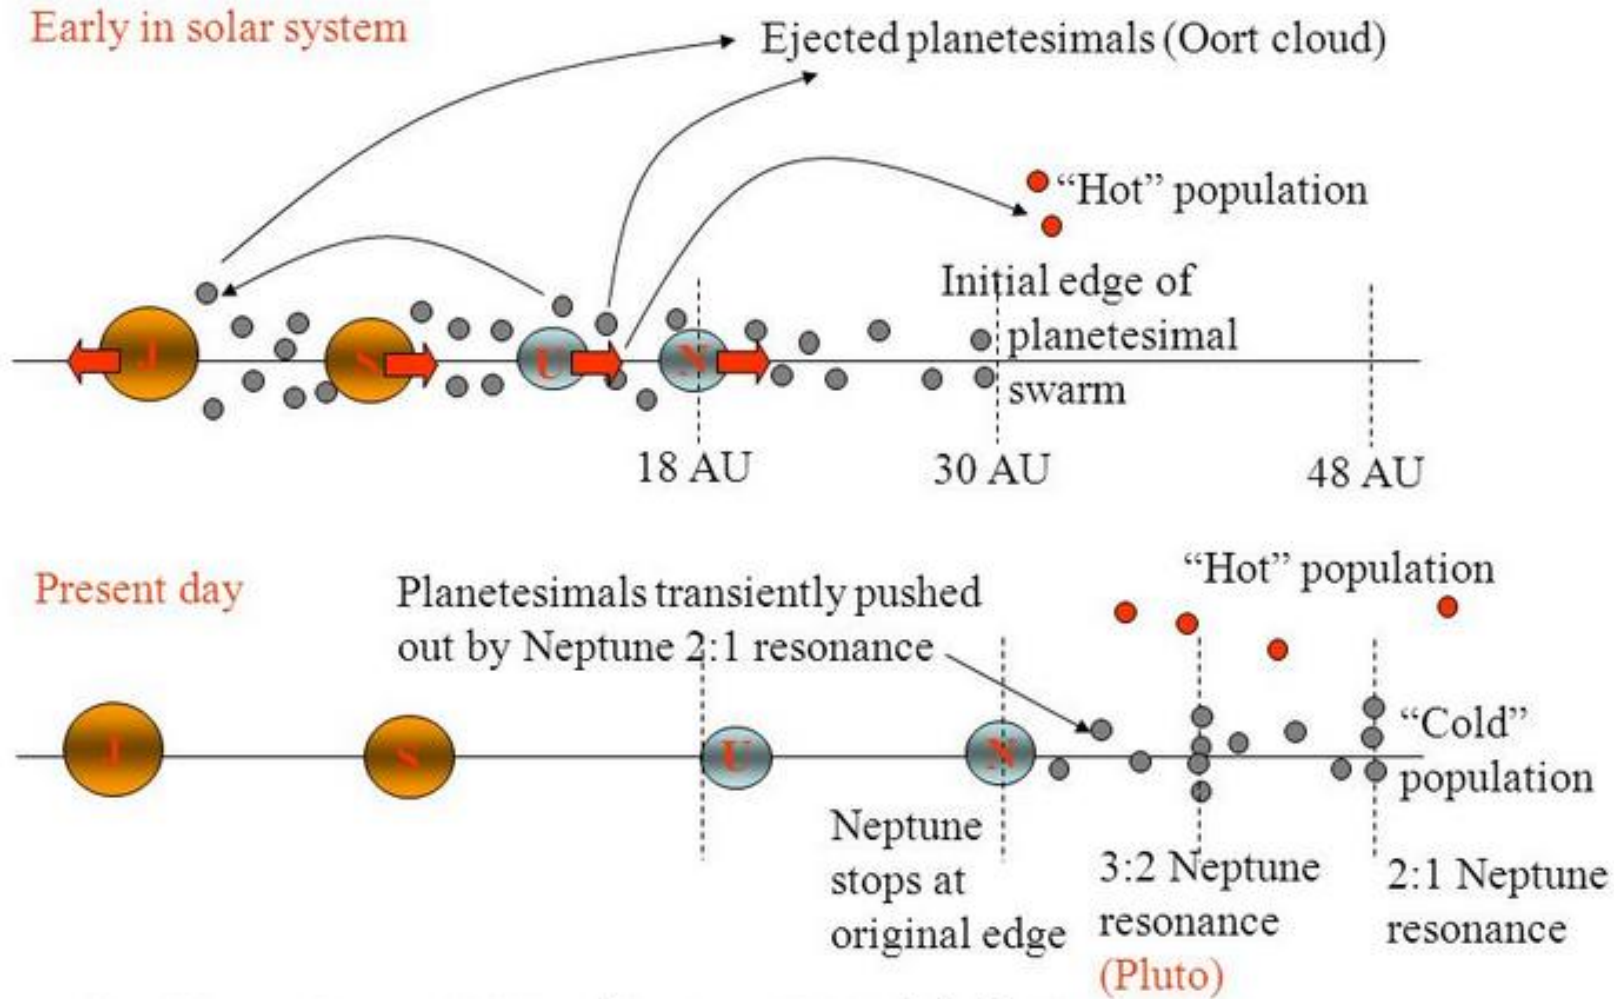 Early in solar system
Ejected planetesimals (Oort cloud)
“Hot” population
Initial edge of
planetesimal
swarm
J
S
U
N
18 AU
30 AU
48 AU
Present day
Planetesimals transiently pushed
out by Neptune 2:1 resonance
“Hot” population
J
S
U
N
“Cold”
population
Neptune
stops at
original edge
3:2 Neptune
resonance
(Pluto)
2:1 Neptune
resonance